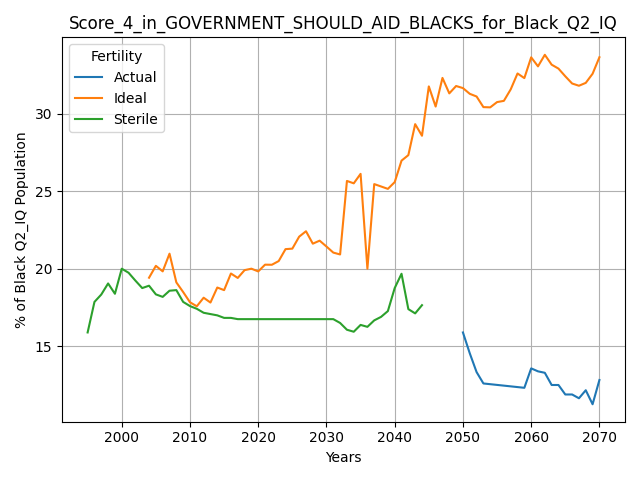 Score_4_in_GOVERNMENT_SHOULD_AID_BLACKS_for_Black_Q2_IQ
Fertility
Actual
Ideal
Sterile
% of Black Q2_IQ Population
30
25
20
15
2000 2010 2020 2030 2040 2050 2060 2070
Years